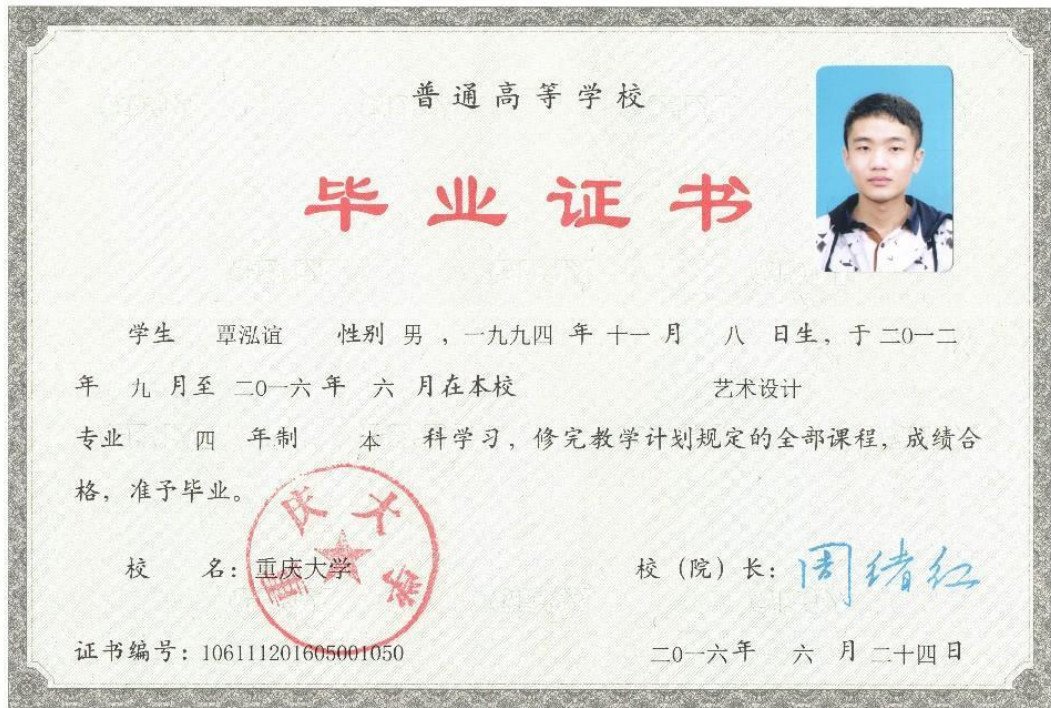 普通高等学校
毕业证书
学生 覃泓谊 性别 男 ，一九九四 年 十一 月 八 日生，于 二0一二
年 九 月至 二0一六 年 六 月在本校 艺术设计
专业 四 年制 本 科学习，修完教学计划规定的全部课程，成绩合
格，准予毕业。
重庆大学
校 名：重庆大学 校（院）长：周绪红
证书编号：106111201605001050 二0一六年 六 月 二十四日